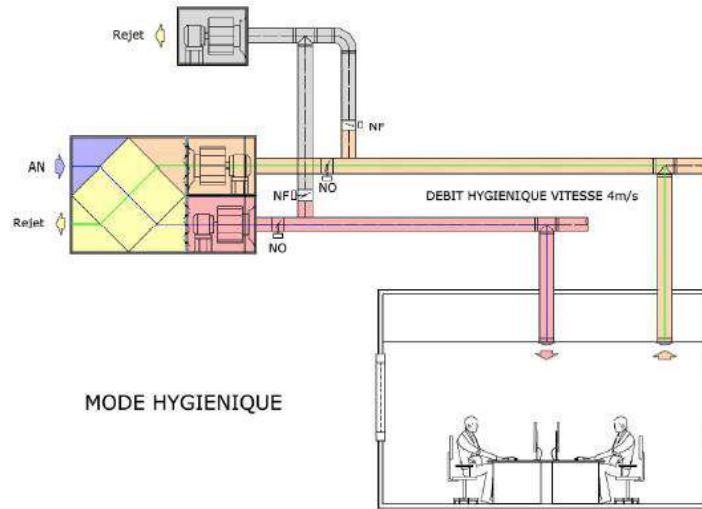 Rejet
NF
AN
NO
NF
DEBIT HYGIENIQUE VITESSE 4m/s
Rejet
NO
MODE HYGIENIQUE